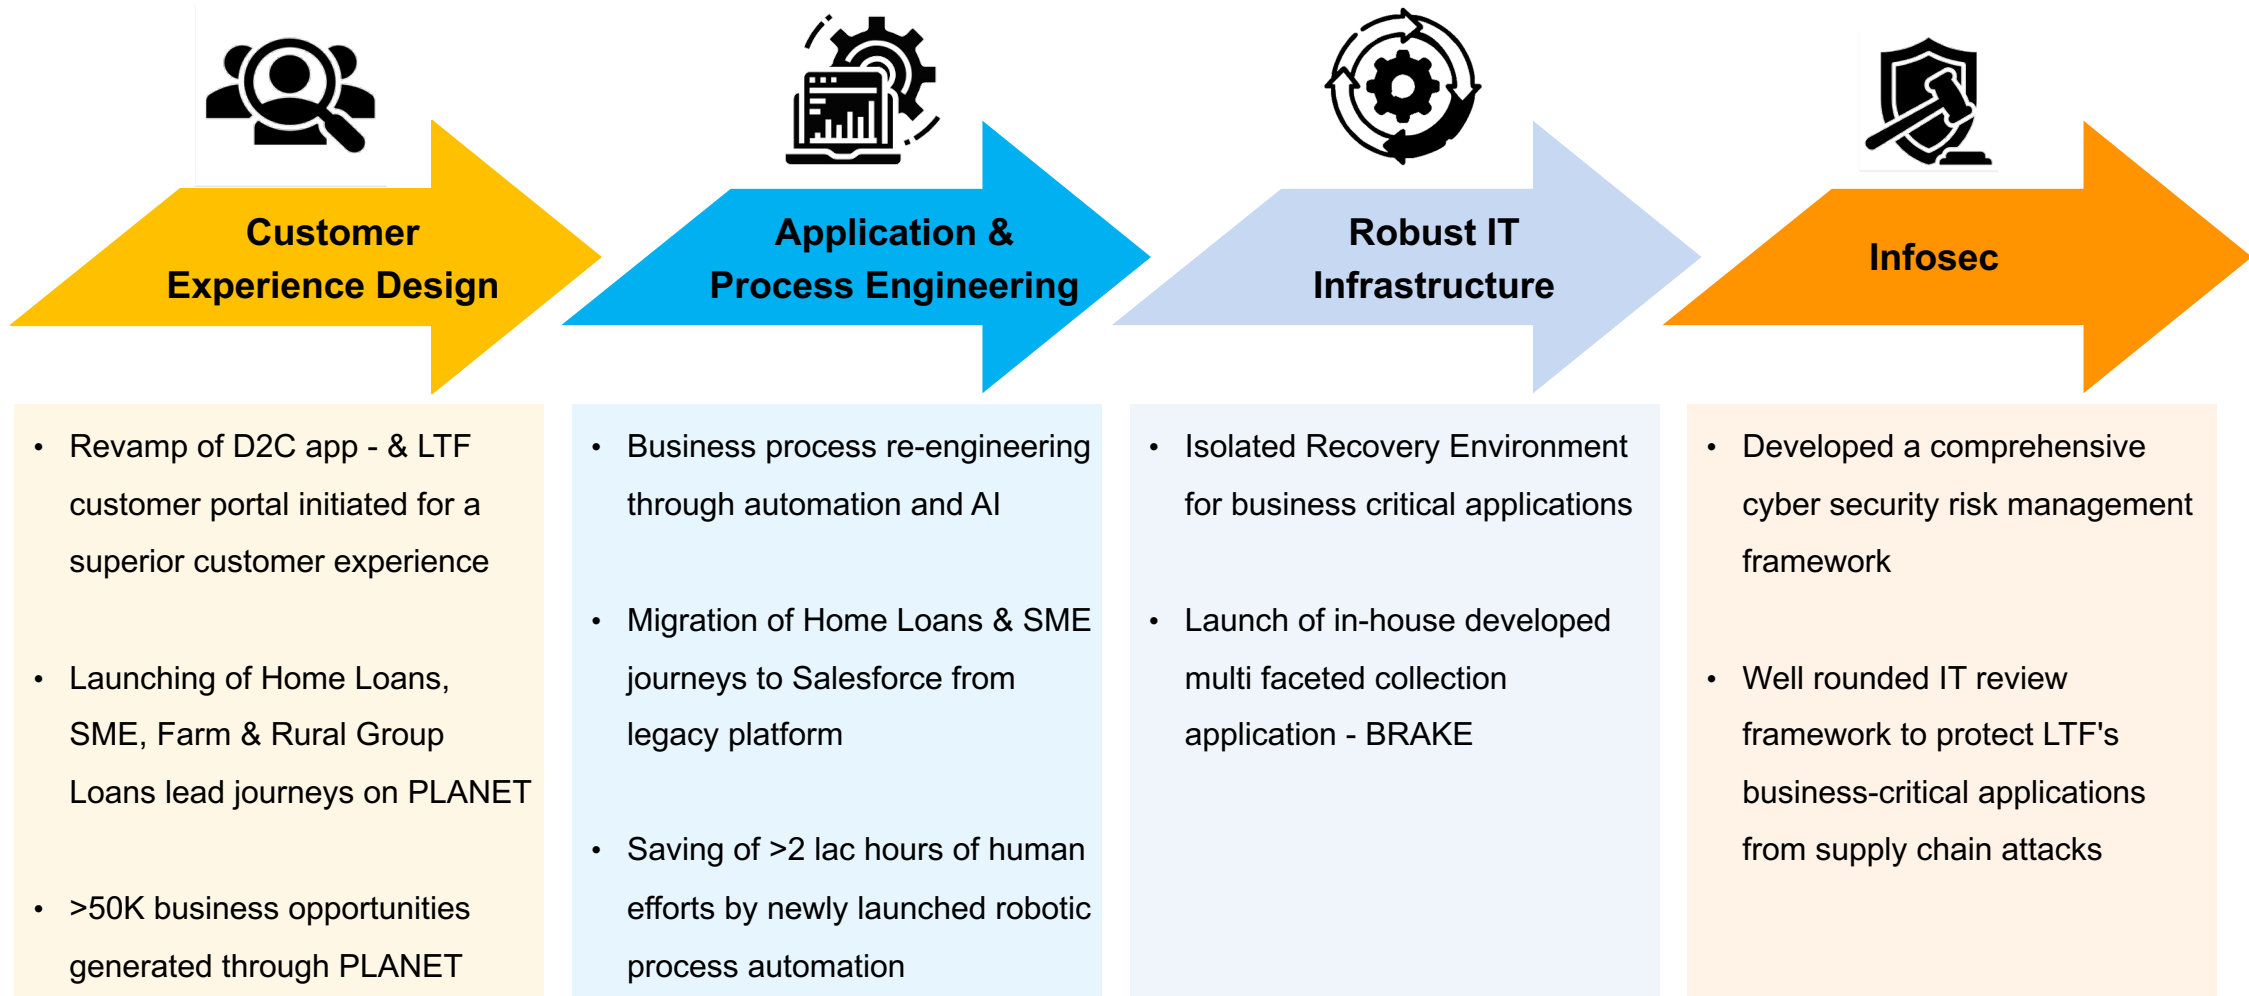 Customer
Experience Design
Application &
Process Engineering
Robust IT
Infrastructure
Infosec
• Revamp of D2C app - & LTF
customer portal initiated for a
superior customer experience
• Launching of Home Loans,
SME, Farm & Rural Group
Loans lead journeys on PLANET
• >50K business opportunities
generated through PLANET
• Business process re-engineering
through automation and AI
• Migration of Home Loans & SME
journeys to Salesforce from
legacy platform
• Saving of >2 lac hours of human
efforts by newly launched robotic
process automation
• Isolated Recovery Environment
for business critical applications
• Launch of in-house developed
multi faceted collection
application - BRAKE
• Developed a comprehensive
cyber security risk management
framework
• Well rounded IT review
framework to protect LTF's
business-critical applications
from supply chain attacks